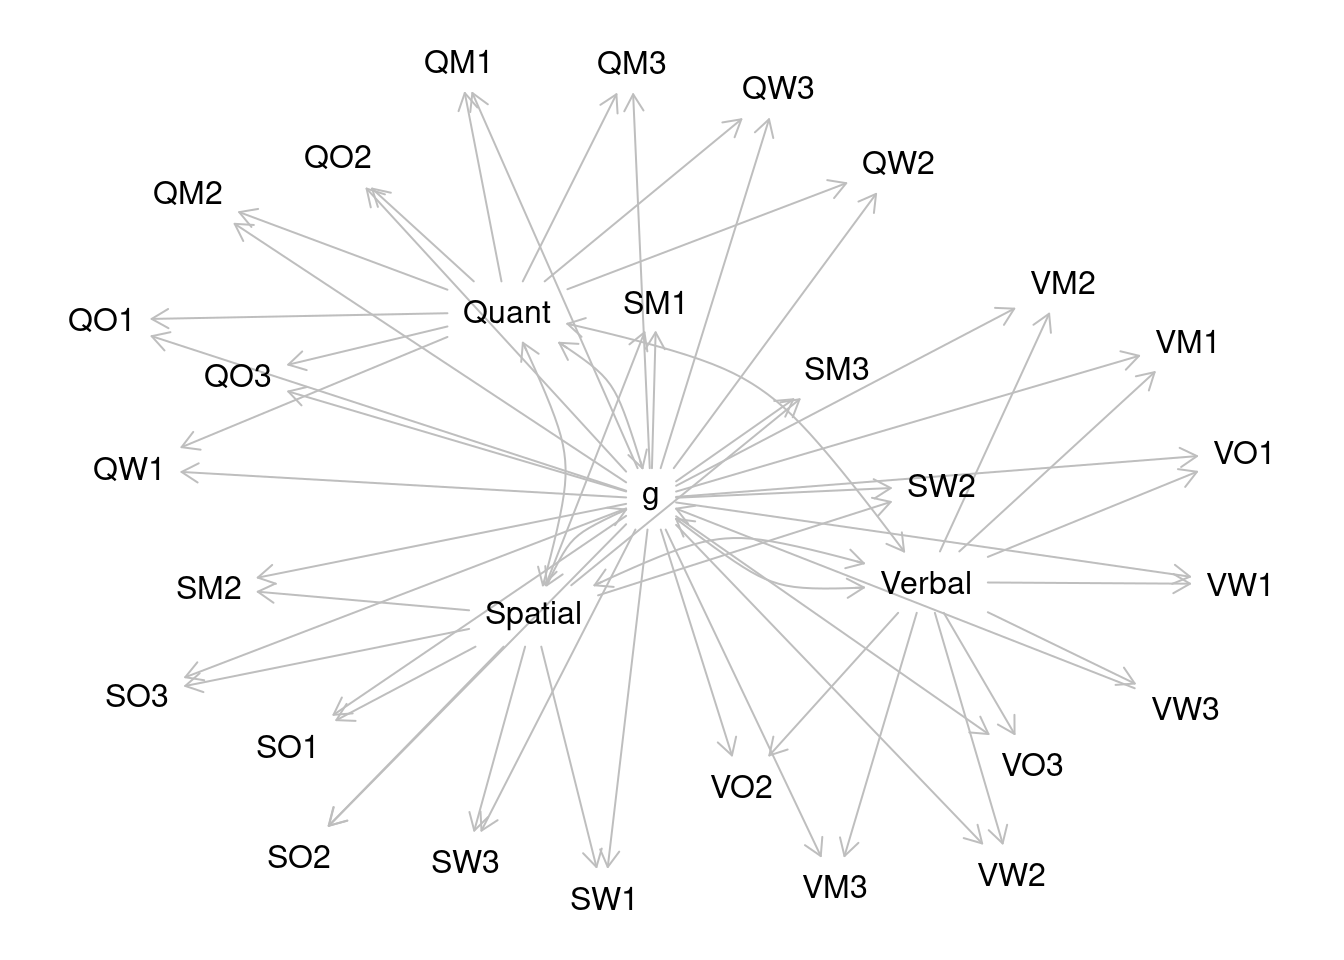 QM1
QM3
QW3
QO2
QW2
QM2
VM2
SM1
Quant
QO1
VM1
SM3
QO3
VO1
QW1
SW2
g
Verbal
VW1
SM2
Spatial
SO3
VW3
SO1
VO3
VO2
SO2
SW3
VW2
VM3
SW1